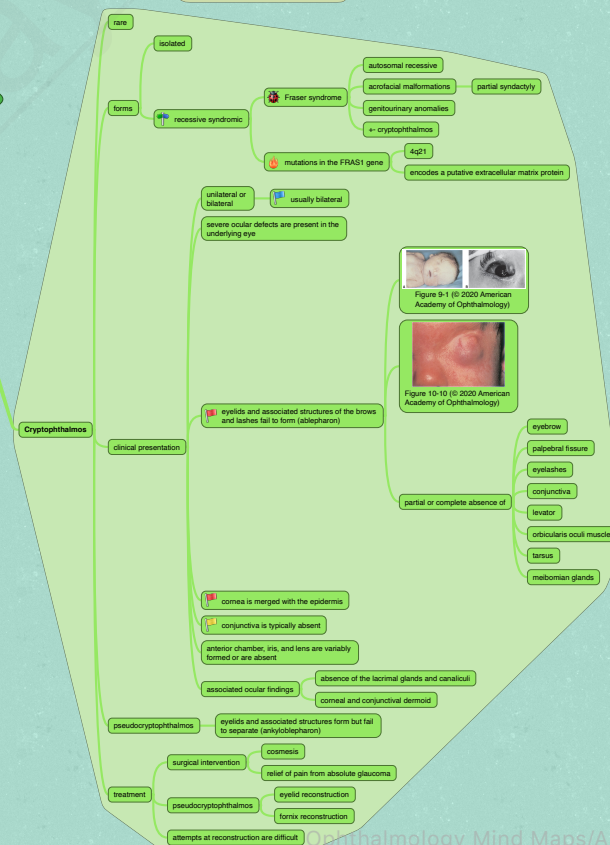 rare
isolated
forms
recessive syndromic
Fraser syndrome
autosomal recessive
acrofacial malformations
partial syndactyly
genitourinary anomalies
← cryptophthalmos
mutations in the FRAS1 gene
4q21
encodes a putative extracellular matrix protein
Cryptophthalmos
clinical presentation
unilateral or
bilateral
usually bilateral
severe ocular defects are present in the
underlying eye
eyelids and associated structures of the brows
and lashes fail to form (ablepharon)
Figure 9-1 (© 2020 American
Academy of Ophthalmology)
Figure 10-10 (© 2020 American
Academy of Ophthalmology)
partial or complete absence of
eyebrow
palpebral fissure
eyelashes
conjunctiva
levator
orbicularis oculi muscle
tarsus
meibomian glands
cornea is merged with the epidermis
conjunctiva is typically absent
anterior chamber, iris, and lens are variably
formed or are absent
associated ocular findings
absence of the lacrimal glands and canaliculi
corneal and conjunctival dermoid
pseudocryptophthalmos
eyelids and associated structures form but fail
to separate (ankyloblepharon)
treatment
surgical intervention
cosmesis
relief of pain from absolute glaucoma
pseudocryptophthalmos
eyelid reconstruction
fornix reconstruction
attempts at reconstruction are difficult
Ophthalmology Mind Maps/A